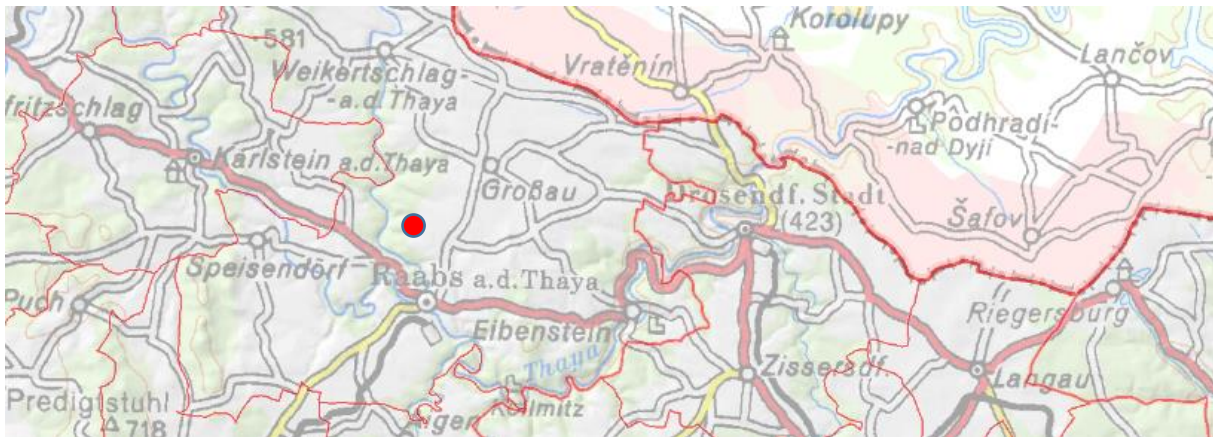 Korolupy
581
Lančov
Vratěnín
Weikertschlag-
-a.d. Thaya
fritzschlag
Pôdhradí-
-nad Dyjí
Karlstein a.d.Thaya
Großau
Drosendf. Stadt
(423)
Šafov
Speisendorf
Raabs a.d.Thaya
Puch
Riegersburg
Eibenstein
Thaya
Zissersdf.
Langau
Kollmitz
Predigtstuhl
718